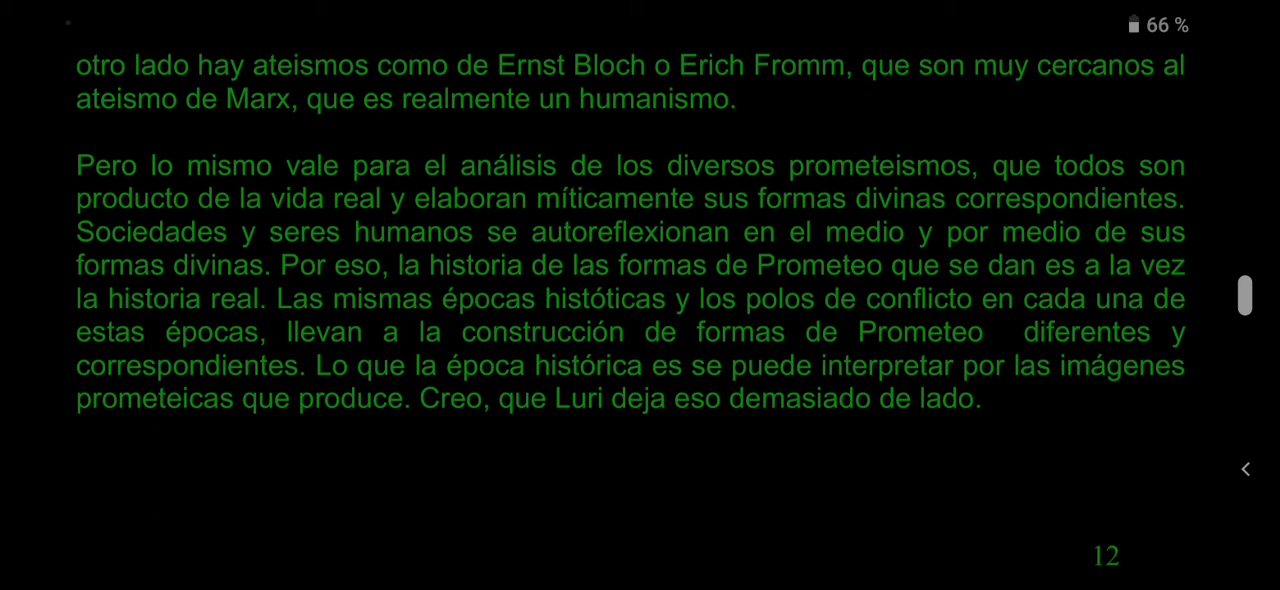 66 %
otro lado hay ateismos como de Ernst Bloch o Erich Fromm, que son muy cercanos al
ateismo de Marx, que es realmente un humanismo.
Pero lo mismo vale para el análisis de los diversos prometeismos, que todos son
producto de la vida real y elaboran míticamente sus formas divinas correspondientes.
Sociedades y seres humanos se autoreflexionan en el medio y por medio de sus
formas divinas. Por eso, la historia de las formas de Prometeo que se dan es a la vez
la historia real. Las mismas épocas históticas y los polos de conflicto en cada una de
estas épocas, llevan a la construcción de formas de Prometeo diferentes y
correspondientes. Lo que la época histórica es se puede interpretar por las imágenes
prometeicas que produce. Creo, que Luri deja eso demasiado de lado.
12